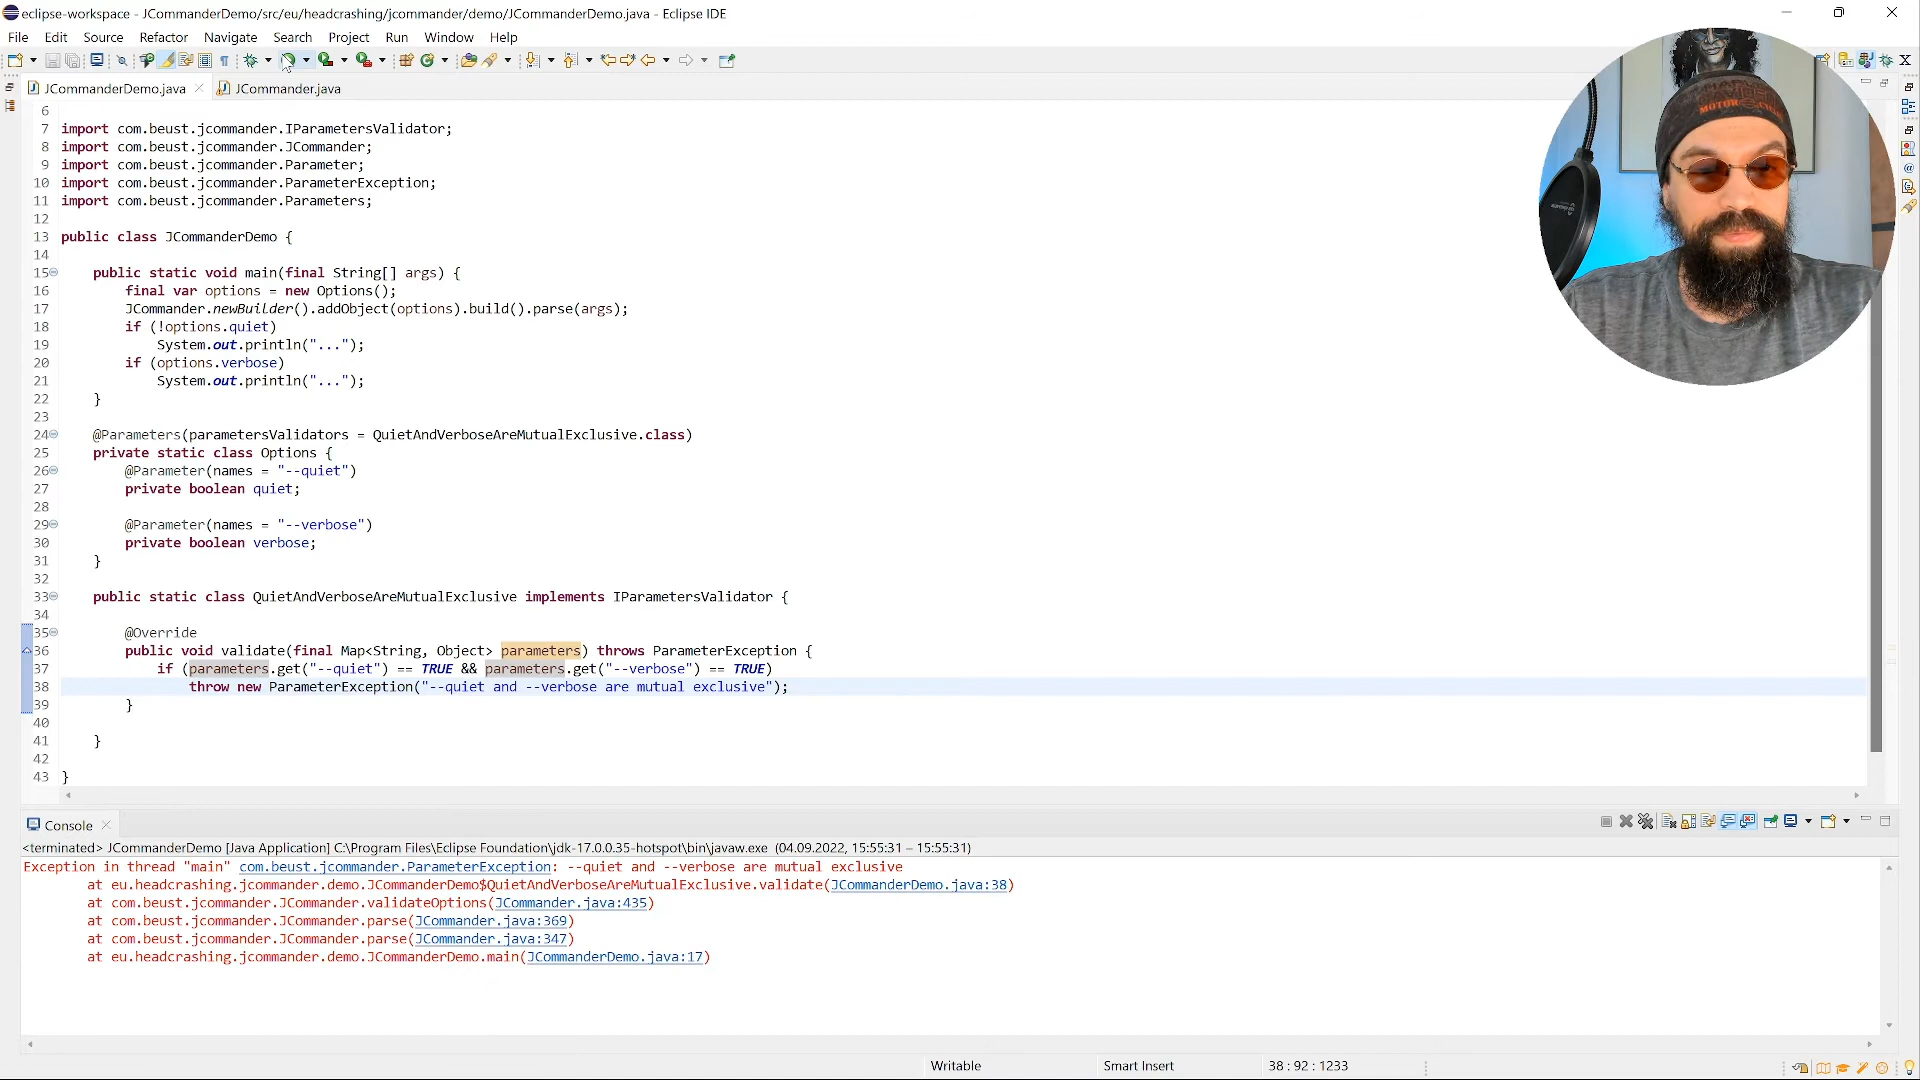 eclipse-workspace - JCommanderDemo/src/eu/headcrashing/jcommander/demo/JCommanderDemo.java - Eclipse IDE
File Edit Source Refactor Navigate Search Project Run Window Help
JCommanderDemo.java JCommander.java
6
7 import com.beust.jcommander.IParametersValidator;
8 import com.beust.jcommander.JCommander;
9 import com.beust.jcommander.Parameter;
10 import com.beust.jcommander.ParameterException;
11 import com.beust.jcommander.Parameters;
12
13 public class JCommanderDemo {
14
15 public static void main(final String[] args) {
16 final var options = new Options();
17 JCommander.newBuilder().addObject(options).build().parse(args);
18 if (!options.quiet)
19 System.out.println("...");
20 if (options.verbose)
21 System.out.println("...");
22 }
23
24 @Parameters(parametersValidators = QuietAndVerboseAreMutualExclusive.class)
25 private static class Options {
26 @Parameter(names = "--quiet")
27 private boolean quiet;
28
29 @Parameter(names = "--verbose")
30 private boolean verbose;
31 }
32
33 public static class QuietAndVerboseAreMutualExclusive implements IParametersValidator {
34
35 @Override
36 public void validate(final Map<String, Object> parameters) throws ParameterException {
37 if (parameters.get("--quiet") == TRUE && parameters.get("--verbose") == TRUE)
38 throw new ParameterException("--quiet and --verbose are mutual exclusive");
39 }
40
41 }
42
43 }
Console
<terminated> JCommanderDemo [Java Application] C:\Program Files\Eclipse Foundation\jdk-17.0.0.35-hotspot\bin\javaw.exe (04.09.2022, 15:55:31 – 15:55:31)
Exception in thread "main" com.beust.jcommander.ParameterException: --quiet and --verbose are mutual exclusive
at eu.headcrashing.jcommander.demo.JCommanderDemo$QuietAndVerboseAreMutualExclusive.validate(JCommanderDemo.java:38)
at com.beust.jcommander.JCommander.validateOptions(JCommander.java:435)
at com.beust.jcommander.JCommander.parse(JCommander.java:369)
at com.beust.jcommander.JCommander.parse(JCommander.java:347)
at eu.headcrashing.jcommander.demo.JCommanderDemo.main(JCommanderDemo.java:17)
Writable Smart Insert 38 : 92 : 1233